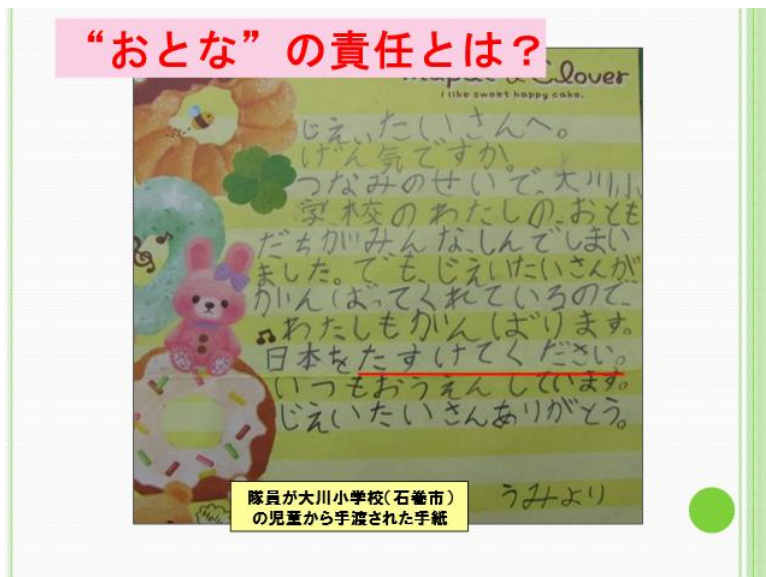 “おとな”の責任とは？
Clover
I like sweet happy cake.
じえいたいさんへ。
げん気ですか。
つなみのせいで、大川小
学校のわたしの、おとも
だちがみんな、しんでしまい
ました。でも、じえいたいさんが
がんばってくれているので、
わたしもがんばります。
日本をたすけてください。
いつもおうえんしています。
じえいたいさんありがとう。
うみより
隊員が大川小学校（石巻市）
の児童から手渡された手紙